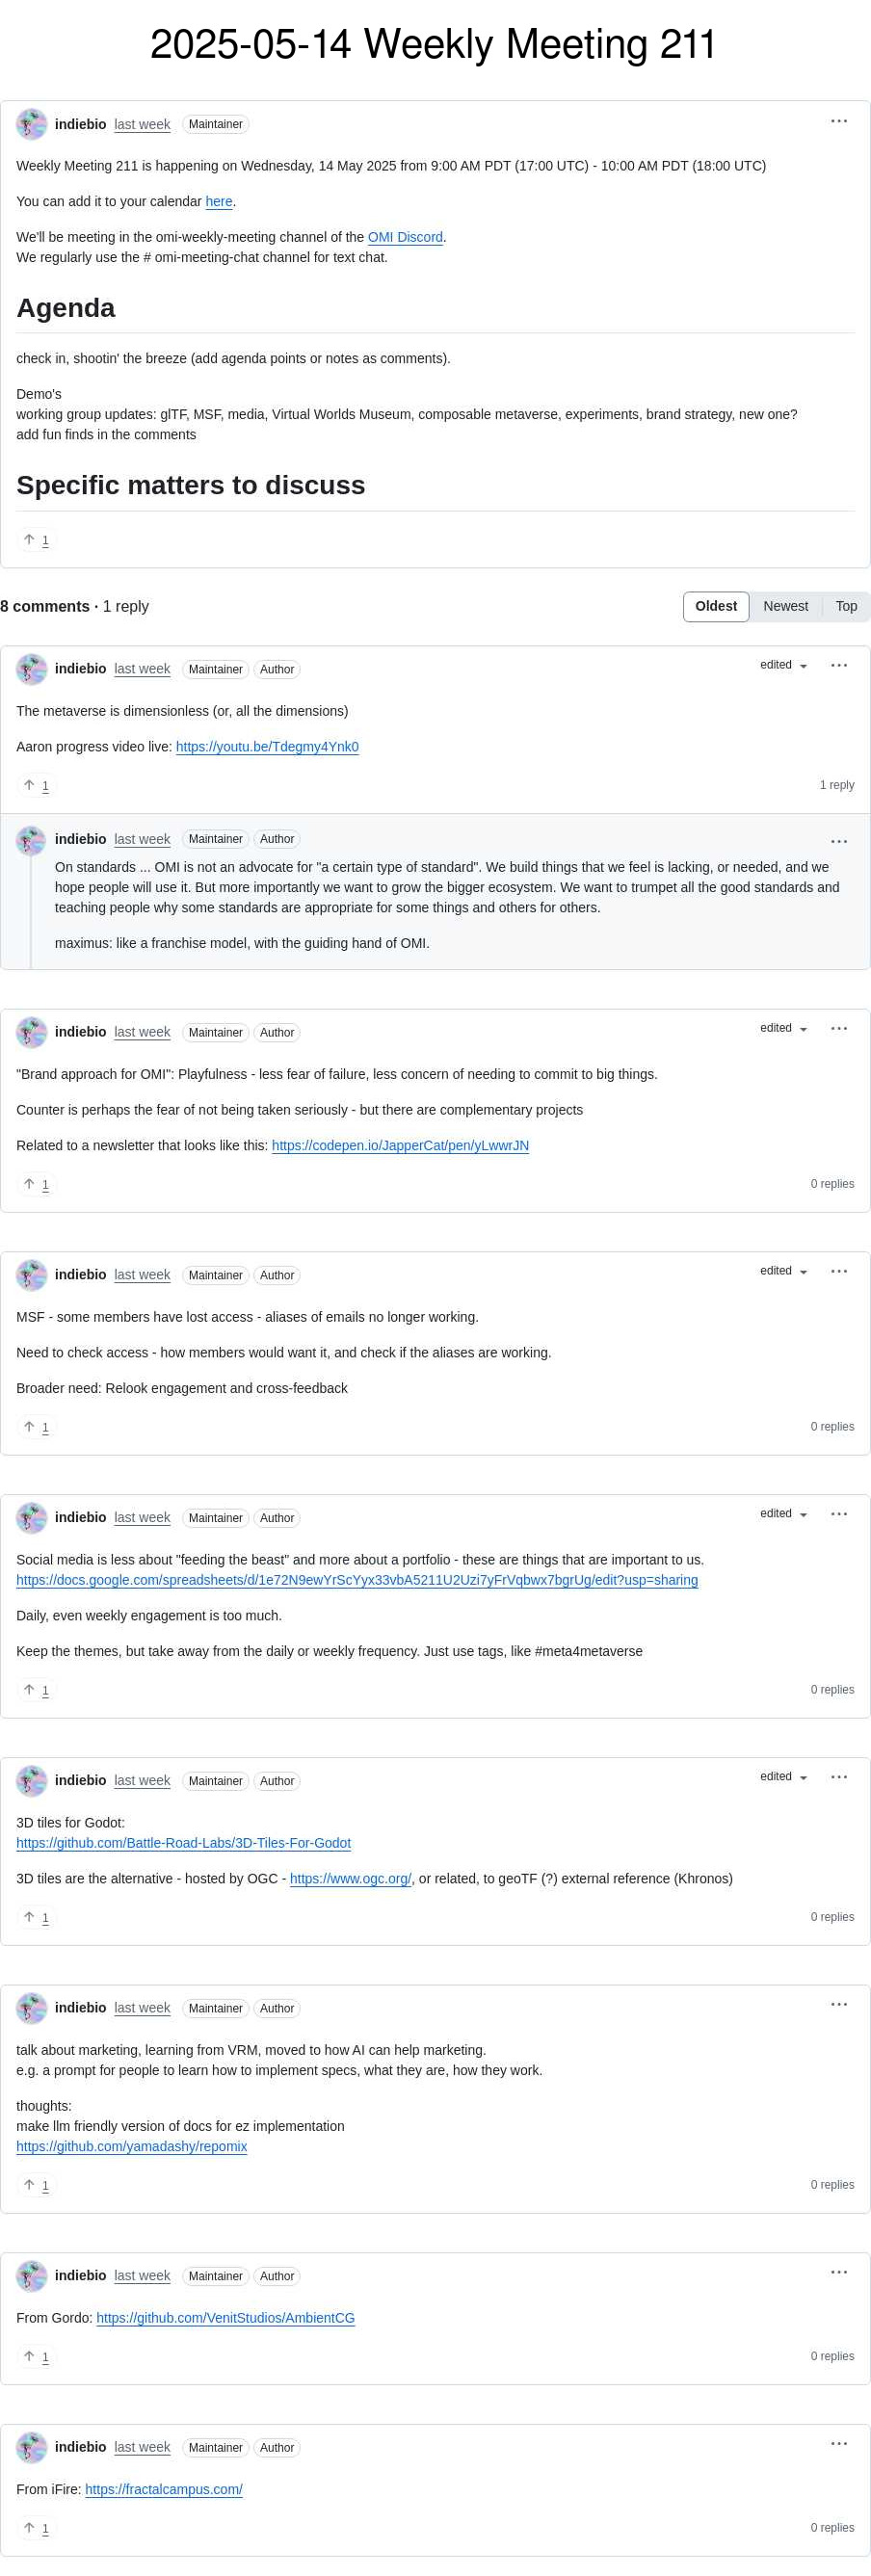 2025-05-14 Weekly Meeting 211
indiebio last week Maintainer
Weekly Meeting 211 is happening on Wednesday, 14 May 2025 from 9:00 AM PDT (17:00 UTC) - 10:00 AM PDT (18:00 UTC)
You can add it to your calendar here.
We'll be meeting in the omi-weekly-meeting channel of the OMI Discord.
We regularly use the # omi-meeting-chat channel for text chat.
Agenda
check in, shootin' the breeze (add agenda points or notes as comments).
Demo's
working group updates: glTF, MSF, media, Virtual Worlds Museum, composable metaverse, experiments, brand strategy, new one?
add fun finds in the comments
Specific matters to discuss
1
8 comments · 1 reply Oldest Newest Top
indiebio last week Maintainer Author edited
The metaverse is dimensionless (or, all the dimensions)
Aaron progress video live: https://youtu.be/Tdegmy4Ynk0
1 1 reply
indiebio last week Maintainer Author
On standards ... OMI is not an advocate for "a certain type of standard". We build things that we feel is lacking, or needed, and we
hope people will use it. But more importantly we want to grow the bigger ecosystem. We want to trumpet all the good standards and
teaching people why some standards are appropriate for some things and others for others.
maximus: like a franchise model, with the guiding hand of OMI.
indiebio last week Maintainer Author edited
"Brand approach for OMI": Playfulness - less fear of failure, less concern of needing to commit to big things.
Counter is perhaps the fear of not being taken seriously - but there are complementary projects
Related to a newsletter that looks like this: https://codepen.io/JapperCat/pen/yLwwrJN
1 0 replies
indiebio last week Maintainer Author edited
MSF - some members have lost access - aliases of emails no longer working.
Need to check access - how members would want it, and check if the aliases are working.
Broader need: Relook engagement and cross-feedback
1 0 replies
indiebio last week Maintainer Author edited
Social media is less about "feeding the beast" and more about a portfolio - these are things that are important to us.
https://docs.google.com/spreadsheets/d/1e72N9ewYrScYyx33vbA5211U2Uzi7yFrVqbwx7bgrUg/edit?usp=sharing
Daily, even weekly engagement is too much.
Keep the themes, but take away from the daily or weekly frequency. Just use tags, like #meta4metaverse
1 0 replies
indiebio last week Maintainer Author edited
3D tiles for Godot:
https://github.com/Battle-Road-Labs/3D-Tiles-For-Godot
3D tiles are the alternative - hosted by OGC - https://www.ogc.org/, or related, to geoTF (?) external reference (Khronos)
1 0 replies
indiebio last week Maintainer Author
talk about marketing, learning from VRM, moved to how AI can help marketing.
e.g. a prompt for people to learn how to implement specs, what they are, how they work.
thoughts:
make llm friendly version of docs for ez implementation
https://github.com/yamadashy/repomix
1 0 replies
indiebio last week Maintainer Author
From Gordo: https://github.com/VenitStudios/AmbientCG
1 0 replies
indiebio last week Maintainer Author
From iFire: https://fractalcampus.com/
1 0 replies